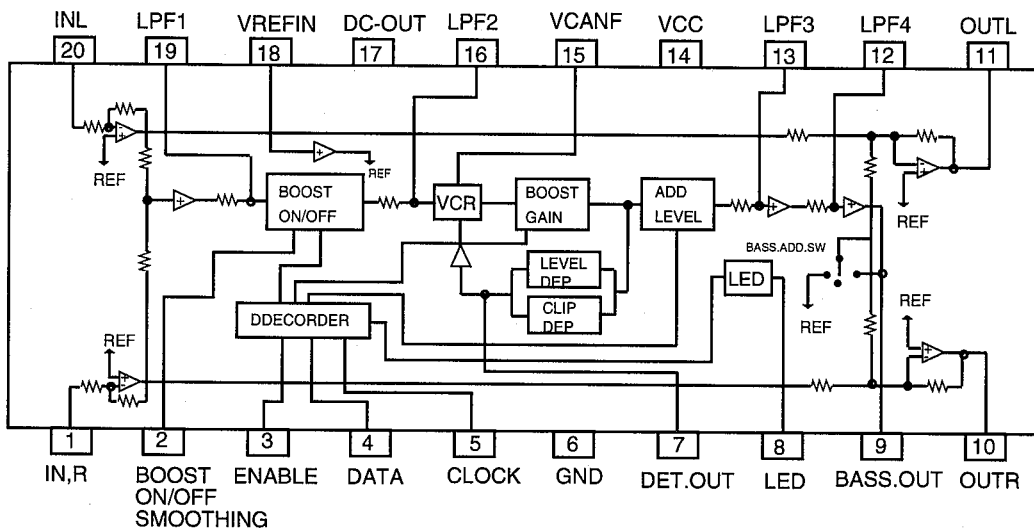 INL LPF1 VREFIN DC-OUT LPF2 VCANF VCC LPF3 LPF4 OUTL
20 19 18 17 16 15 14 13 12 11
REF
REF
REF
BOOST
ON/OFF
VCR
BOOST
GAIN
ADD
LEVEL
BASS.ADD.SW
LEVEL
DEP
LED
CLIP
DEP
DDECORDER
REF
REF
REF
1 2 3 4 5 6 7 8 9 10
IN,R
BOOST
ON/OFF
SMOOTHING
ENABLE
DATA
CLOCK
GND
DET.OUT
LED
BASS.OUT
OUTR